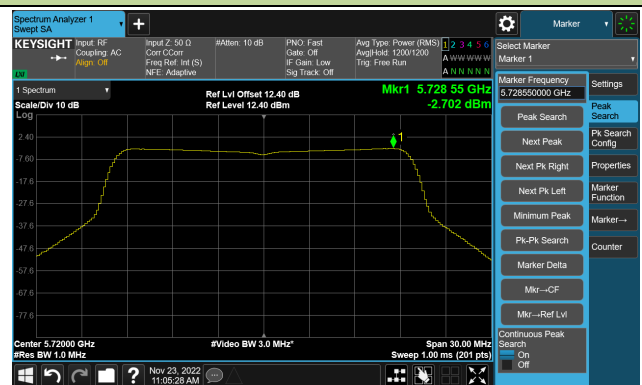 Spectrum Analyzer 1
Swept SA
+
Marker
KEYSIGHT
Input: RF
Coupling: AC
Align: Off
Input Z: 50 Ω
Corr CCorr
Freq Ref: Int (S)
NFE: Adaptive
#Atten: 10 dB
PNO: Fast
Gate: Off
IF Gain: Low
Sig Track: Off
Avg Type: Power (RMS)
Avg|Hold: 1200/1200
Trig: Free Run
1 2 3 4 5 6
A W W W W W
A N N N N N
LXI
Select Marker
Marker 1
1 Spectrum
Scale/Div 10 dB
Log
Ref Lvl Offset 12.40 dB
Ref Level 12.40 dBm
Mkr1 5.728 55 GHz
-2.702 dBm
2.40
-7.60
-17.6
-27.6
-37.6
-47.6
-57.6
-67.6
-77.6
1
Center 5.72000 GHz
#Res BW 1.0 MHz
#Video BW 3.0 MHz*
Span 30.00 MHz
Sweep 1.00 ms (201 pts)
Marker Frequency
5.728550000 GHz
Peak Search
Next Peak
Next Pk Right
Next Pk Left
Minimum Peak
Pk-Pk Search
Marker Delta
Mkr→CF
Mkr→Ref Lvl
Continuous Peak
Search
On
Off
Settings
Peak
Search
Pk Search
Config
Properties
Marker
Function
Marker→
Counter
?
Nov 23, 2022
11:05:28 AM